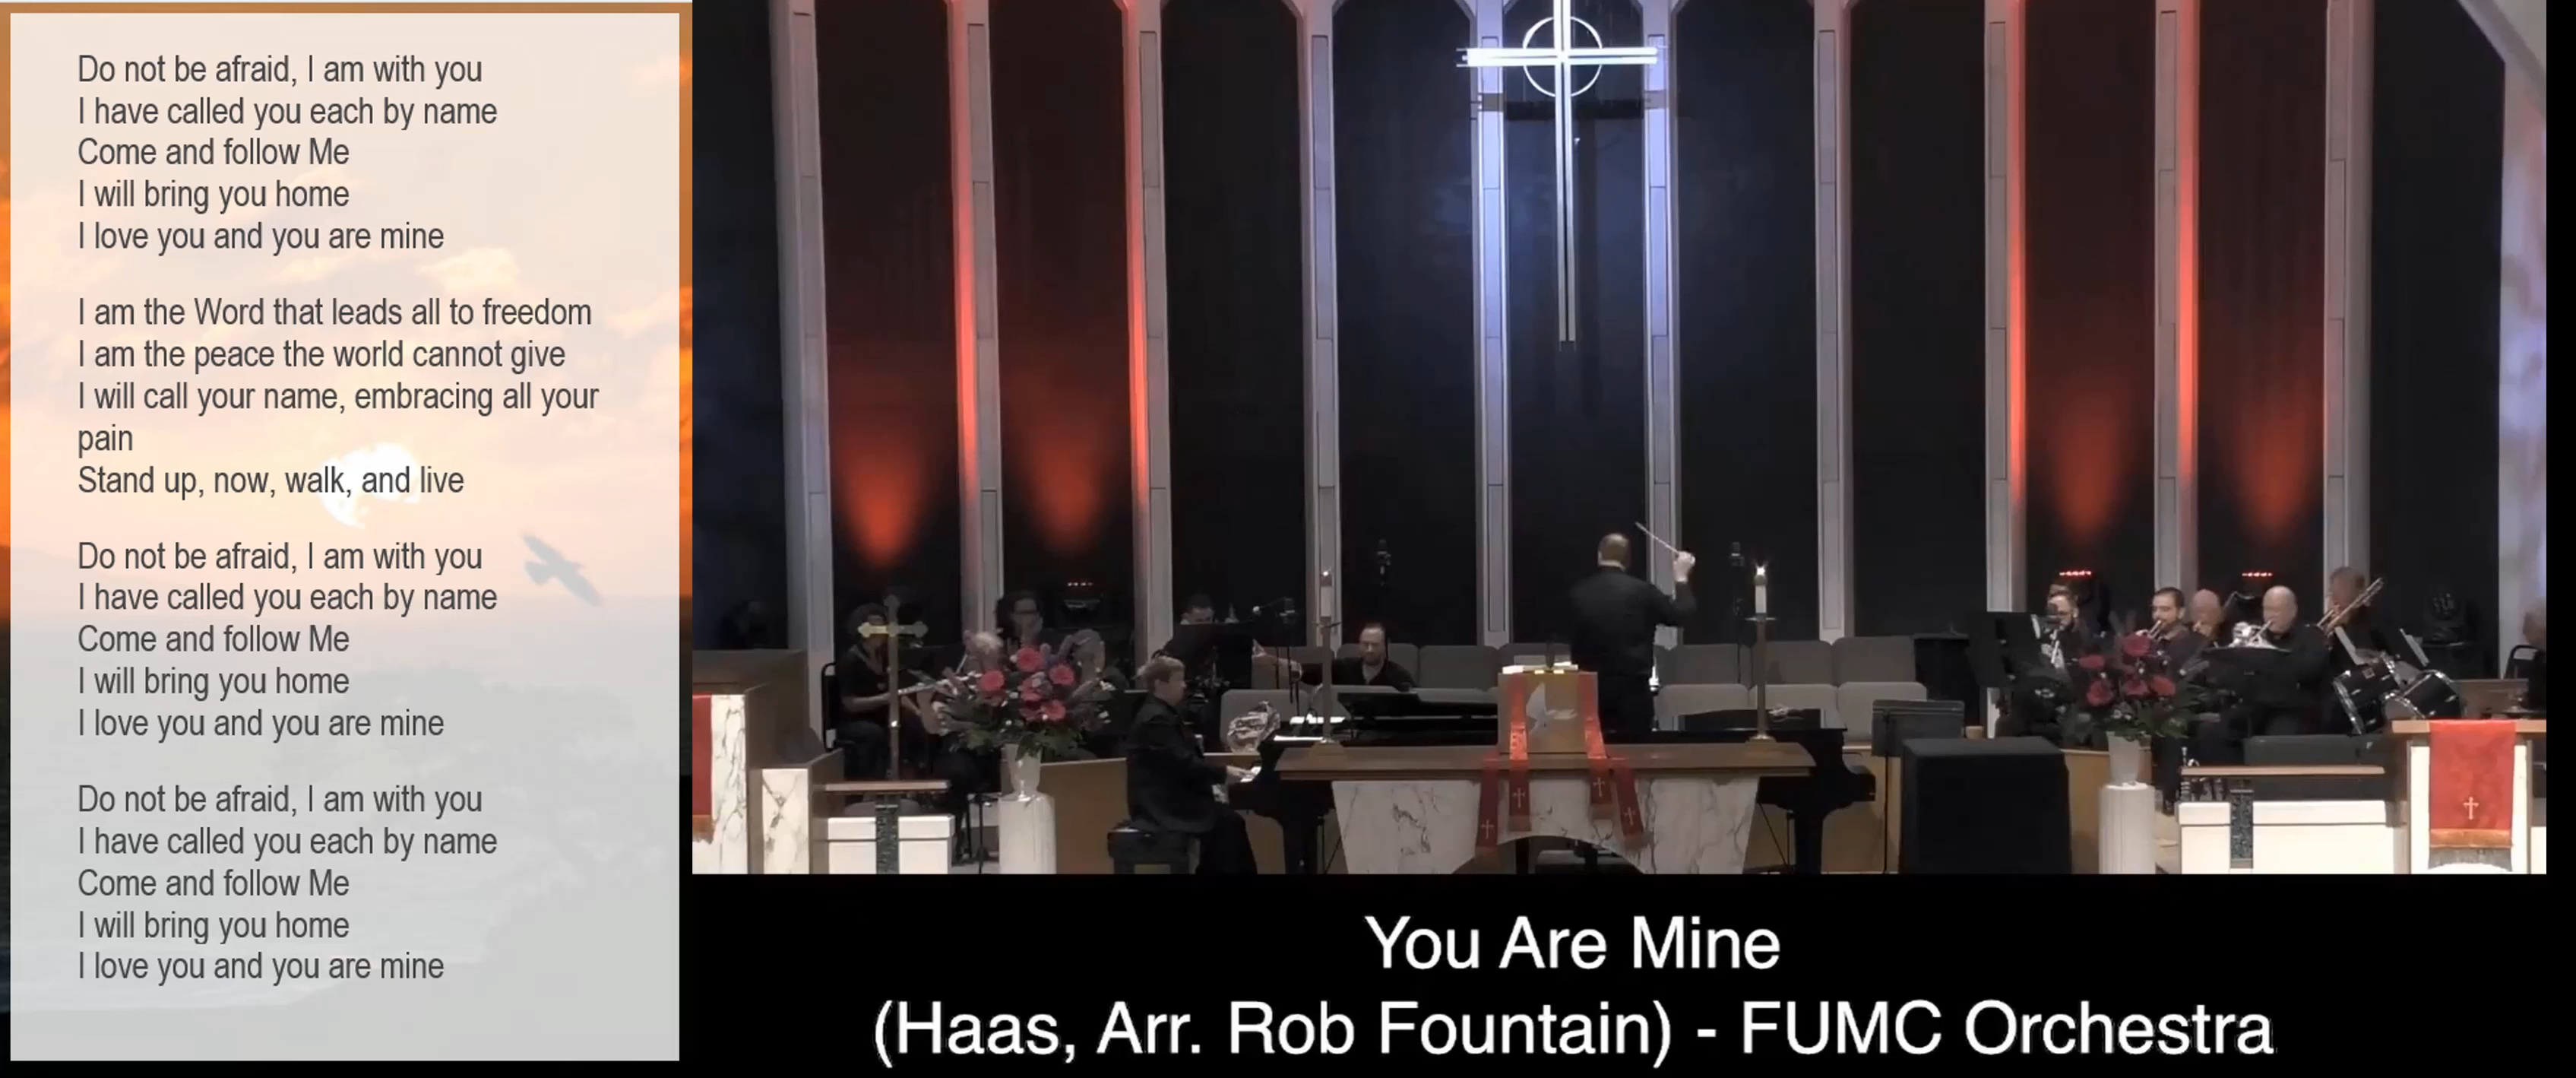 Do not be afraid, I am with you
I have called you each by name
Come and follow Me
I will bring you home
I love you and you are mine
I am the Word that leads all to freedom
I am the peace the world cannot give
I will call your name, embracing all your
pain
Stand up, now, walk, and live
Do not be afraid, I am with you
I have called you each by name
Come and follow Me
I will bring you home
I love you and you are mine
Do not be afraid, I am with you
I have called you each by name
Come and follow Me
I will bring you home
I love you and you are mine
You Are Mine
(Haas, Arr. Rob Fountain) - FUMC Orchestra